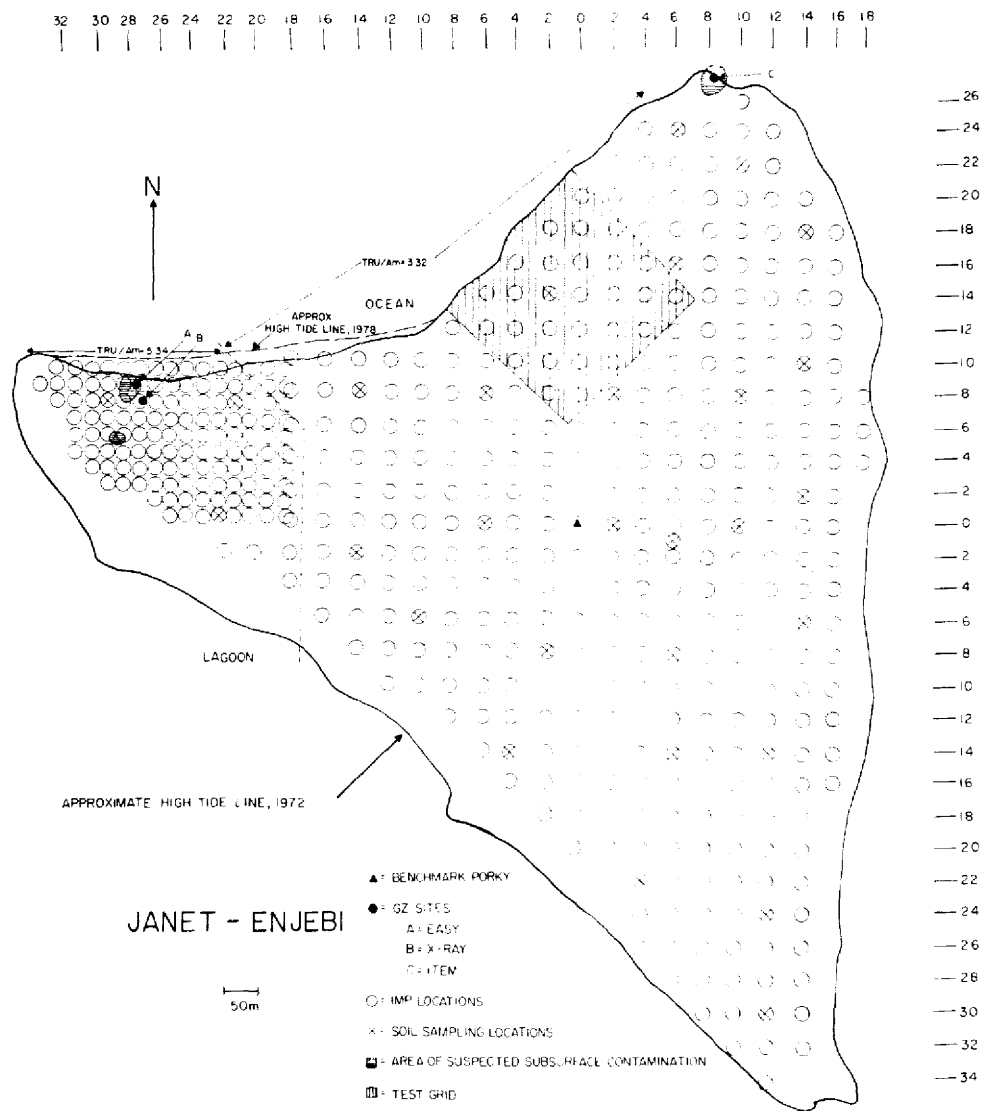 32 30 28 26 24 22 20 18 16 14 12 10 8 6 4 2 0 2 4 6 8 10 12 14 16 18
C
26
24
22
20
18
16
14
12
10
8
6
4
2
0
2
4
6
8
10
12
14
16
18
20
22
24
26
28
30
32
34
N
TRU/Am=3.32
OCEAN
APPROX
HIGH TIDE LINE, 1978
A
B
TRU/Am=5.34
LAGOON
APPROXIMATE HIGH TIDE LINE, 1972
JANET - ENJEBI
50m
▲= BENCHMARK PORKY
●= GZ SITES
A = EASY
B = X-RAY
C = ITEM
○= IMP LOCATIONS
×= SOIL SAMPLING LOCATIONS
= AREA OF SUSPECTED SUBSURFACE CONTAMINATION
= TEST GRID